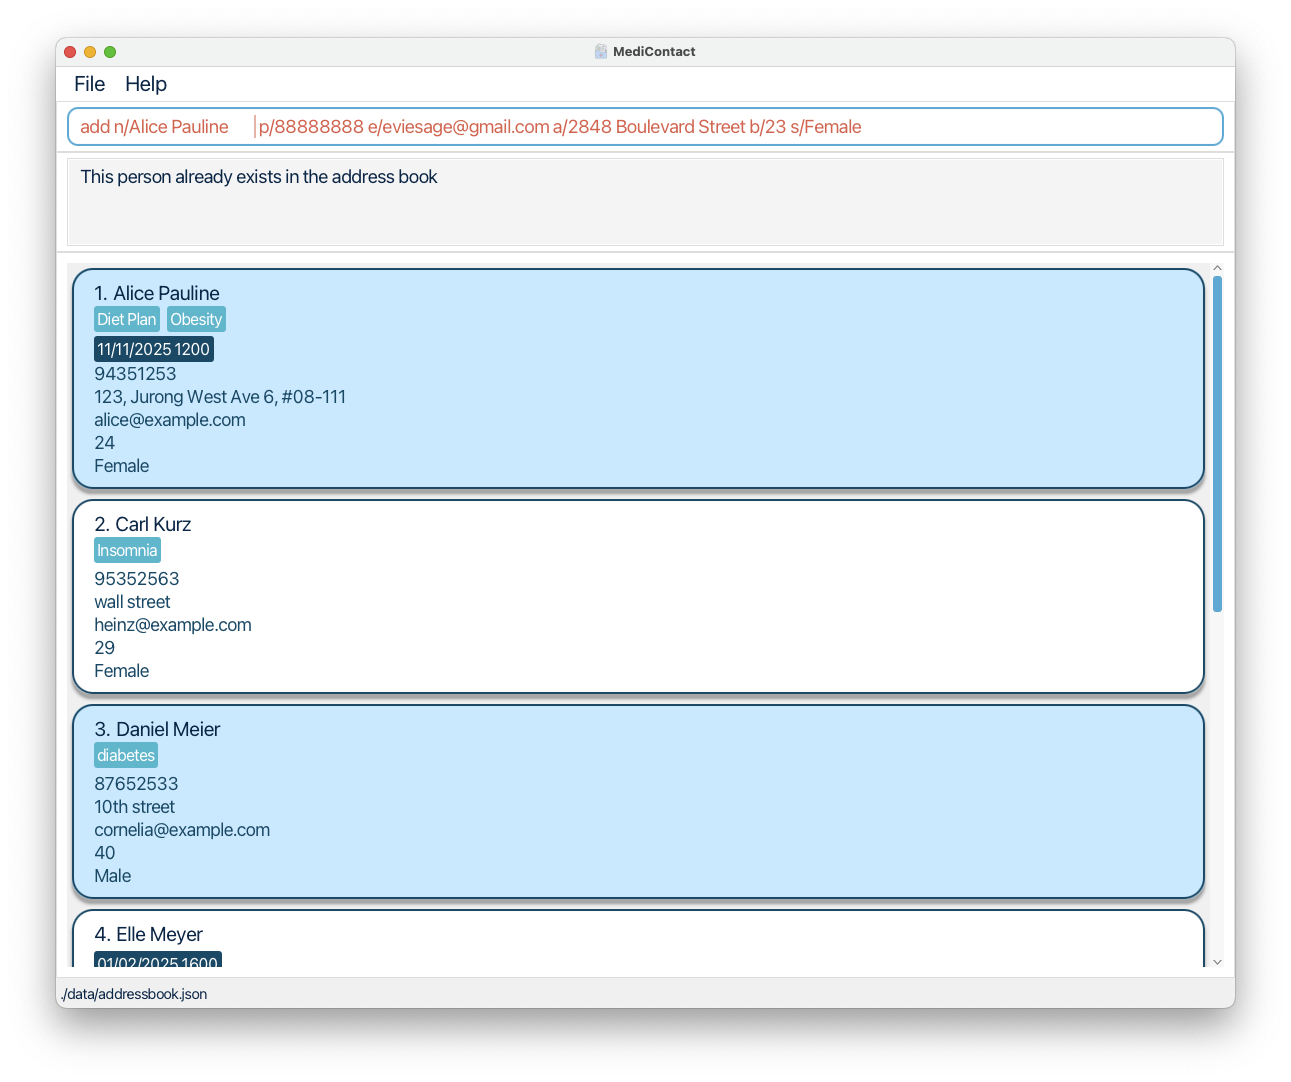 MediContact
File Help
add n/Alice Pauline p/88888888 e/eviesage@gmail.com a/2848 Boulevard Street b/23 s/Female
This person already exists in the address book
1. Alice Pauline
Diet Plan Obesity
11/11/2025 1200
94351253
123, Jurong West Ave 6, #08-111
alice@example.com
24
Female
2. Carl Kurz
Insomnia
95352563
wall street
heinz@example.com
29
Female
3. Daniel Meier
diabetes
87652533
10th street
cornelia@example.com
40
Male
4. Elle Meyer
01/02/2025 1600
./data/addressbook.json